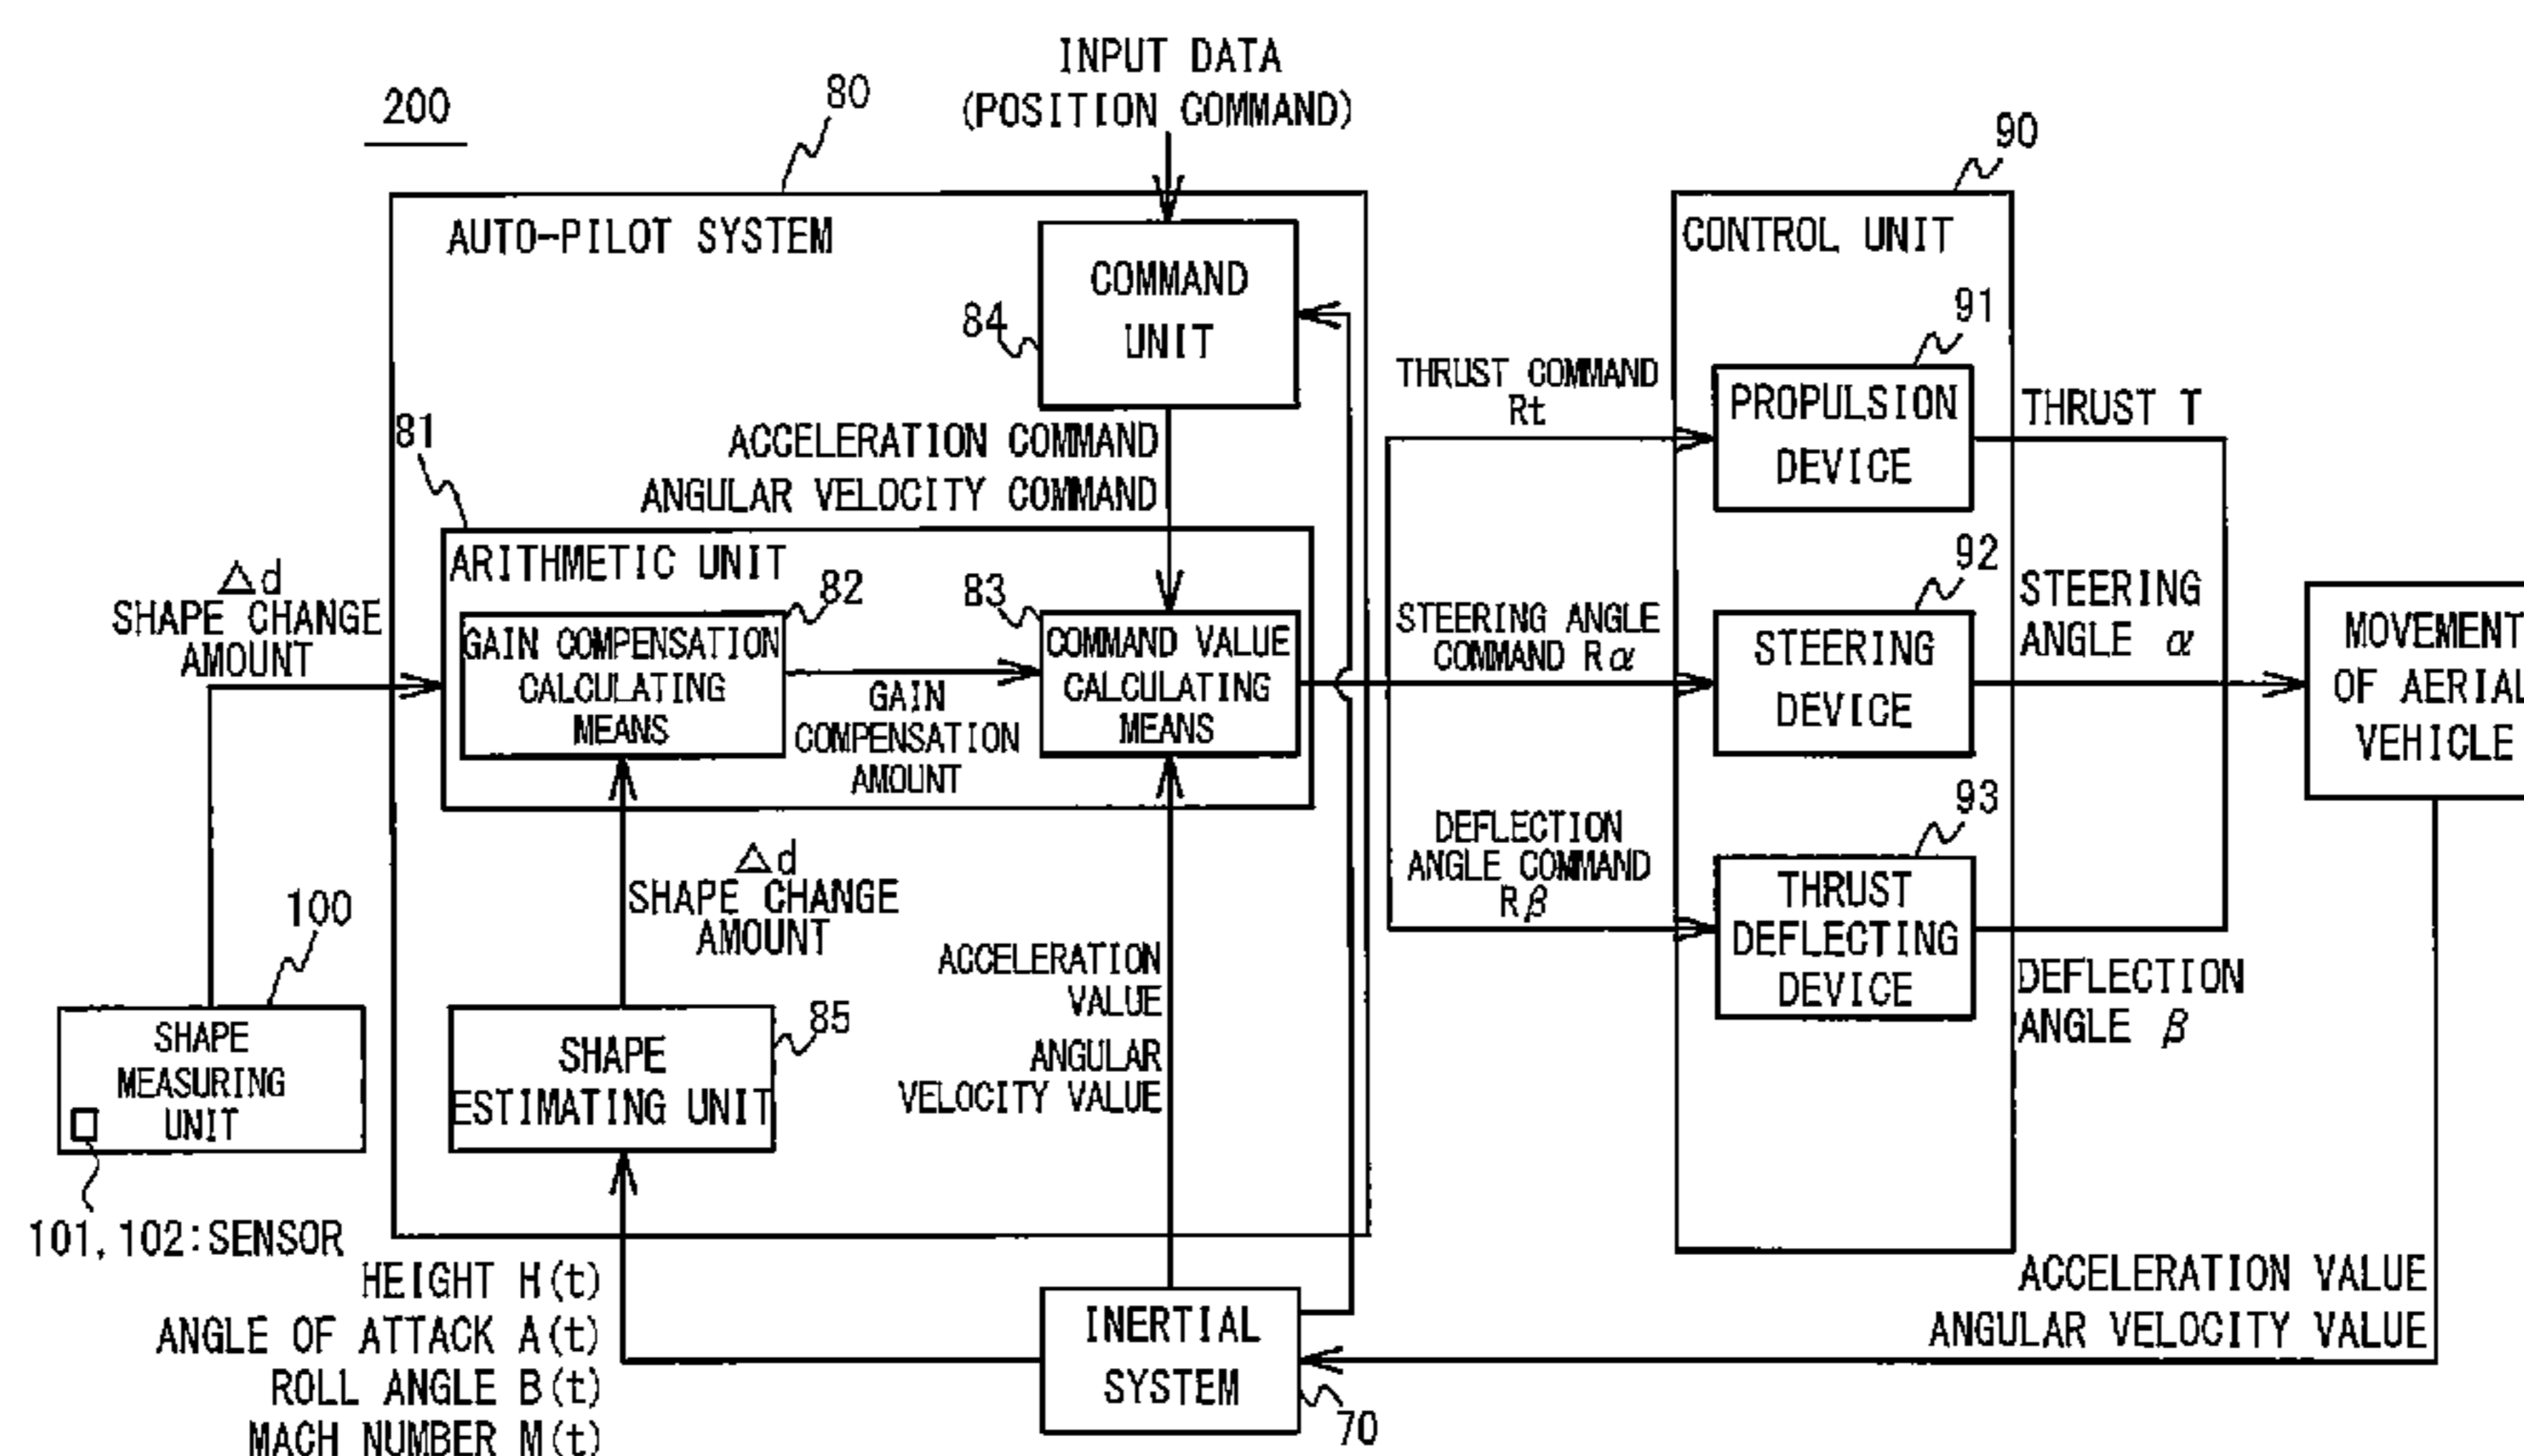 200
80
INPUT DATA
(POSITION COMMAND)
90
AUTO-PILOT SYSTEM
COMMAND
UNIT
84
CONTROL UNIT
91
THRUST COMMAND
Rt
PROPULSION
DEVICE
THRUST T
81
ACCELERATION COMMAND
ANGULAR VELOCITY COMMAND
ARITHMETIC UNIT
82
83
GAIN COMPENSATION
CALCULATING
MEANS
GAIN
COMPENSATION
AMOUNT
COMMAND VALUE
CALCULATING
MEANS
△d
SHAPE CHANGE
AMOUNT
STEERING ANGLE
COMMAND Rα
92
STEERING
DEVICE
STEERING
ANGLE α
MOVEMENT
OF AERIAL
VEHICLE
DEFLECTION
ANGLE COMMAND
Rβ
93
THRUST
DEFLECTING
DEVICE
DEFLECTION
ANGLE β
△d
SHAPE CHANGE
AMOUNT
100
SHAPE
MEASURING
UNIT
101,102:SENSOR
85
SHAPE
ESTIMATING UNIT
ACCELERATION
VALUE
ANGULAR
VELOCITY VALUE
HEIGHT H(t)
ANGLE OF ATTACK A(t)
ROLL ANGLE B(t)
MACH NUMBER M(t)
INERTIAL
SYSTEM
70
ACCELERATION VALUE
ANGULAR VELOCITY VALUE